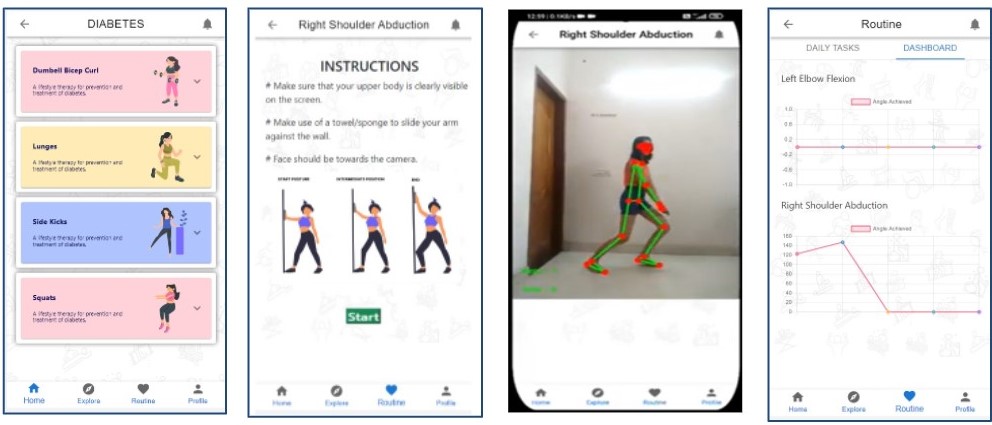 DIABETES
Dumbell Bicep Curl
A lifestyle therapy for prevention and
treatment of diabetes.
Lunges
A lifestyle therapy for prevention and
treatment of diabetes.
Side Kicks
A lifestyle therapy for prevention and
treatment of diabetes.
Squats
A lifestyle therapy for prevention and
treatment of diabetes.
Home
Explore
Routine
Profile
Right Shoulder Abduction
INSTRUCTIONS
# Make sure that your upper body is clearly visible
on the screen.
# Make use of a towel/sponge to slide your arm
against the wall.
# Face should be towards the camera.
START POSTURE
INTERMEDIATE POSITION
END
Start
Home
Explore
Routine
Profile
12:59 | 0.1KB/s
Right Shoulder Abduction
Home
Explore
Routine
Profile
Routine
DAILY TASKS
DASHBOARD
Left Elbow Flexion
Angle Achieved
1.0
0.6
0.2
-0.2
-0.6
-1.0
Right Shoulder Abduction
Angle Achieved
160
140
120
100
80
60
40
20
0
Home
Explore
Routine
Profile